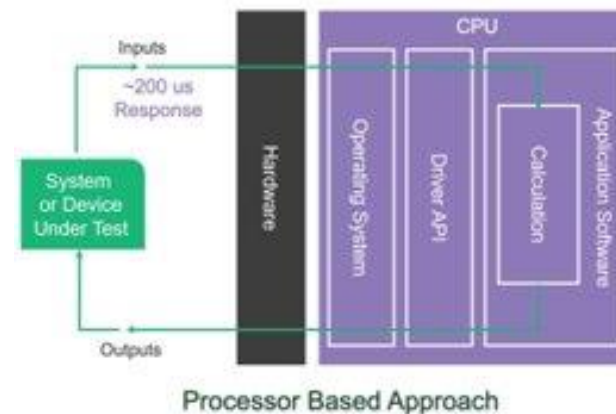 CPU
Inputs
~200 us
Response
System
or Device
Under Test
Outputs
Hardware
Operating System
Driver API
Calculation
Application Software
Processor Based Approach